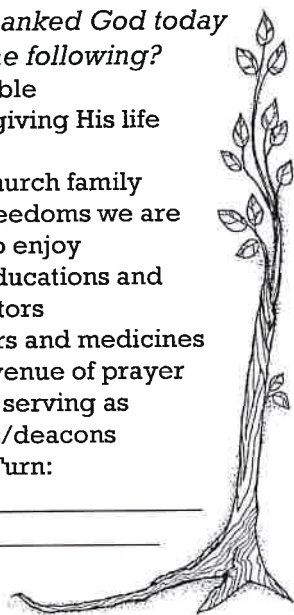 anked God today
e following?
ble
giving His life
urch family
eedoms we are
o enjoy
ducations and
tors
rs and medicines
venue of prayer
serving as
/deacons
Turn: